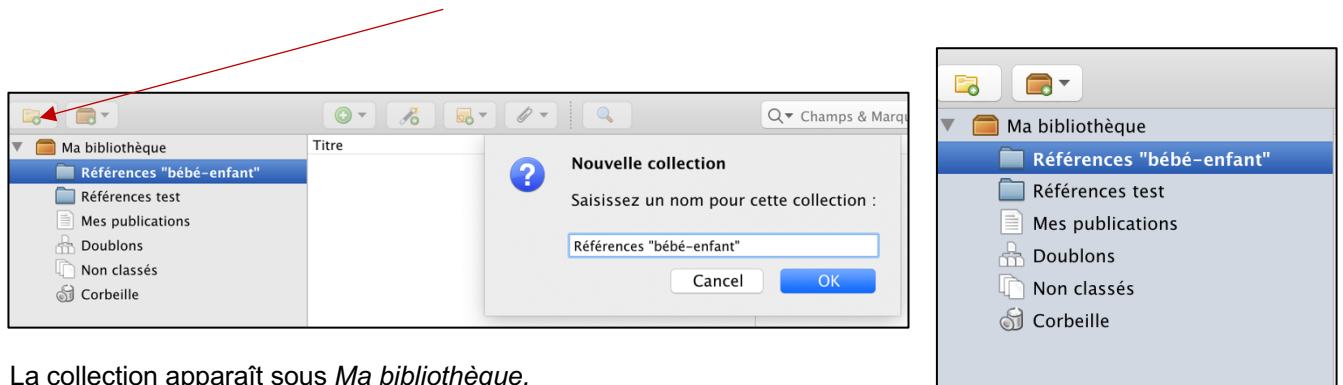 Champs & Marqu
Ma bibliothèque
Références "bébé-enfant"
Références test
Mes publications
Doublons
Non classés
Corbeille
Titre
Nouvelle collection
Saisissez un nom pour cette collection :
Références "bébé-enfant"
Cancel
OK
Ma bibliothèque
Références "bébé-enfant"
Références test
Mes publications
Doublons
Non classés
Corbeille
La collection apparaît sous Ma bibliothèque.